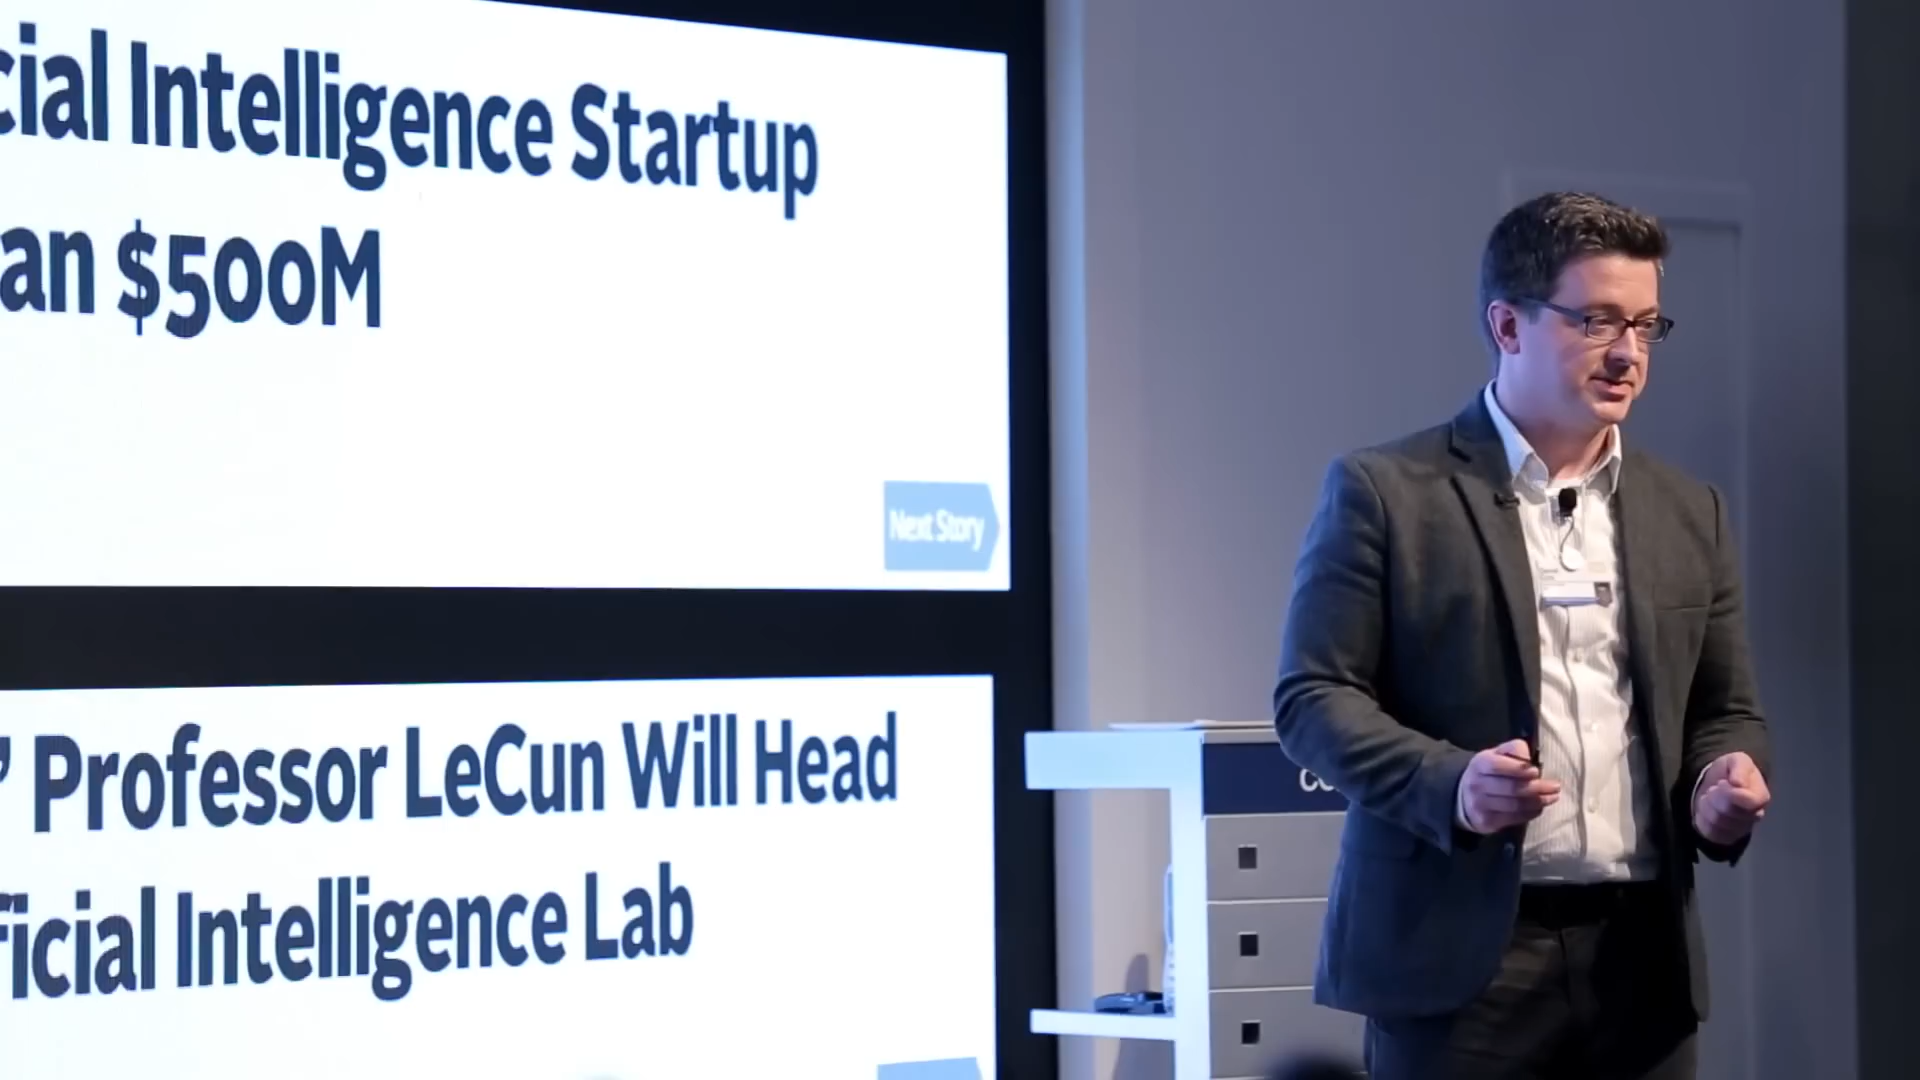 cial Intelligence Startup
an $500M
Next Story
’ Professor LeCun Will Head
ficial Intelligence Lab